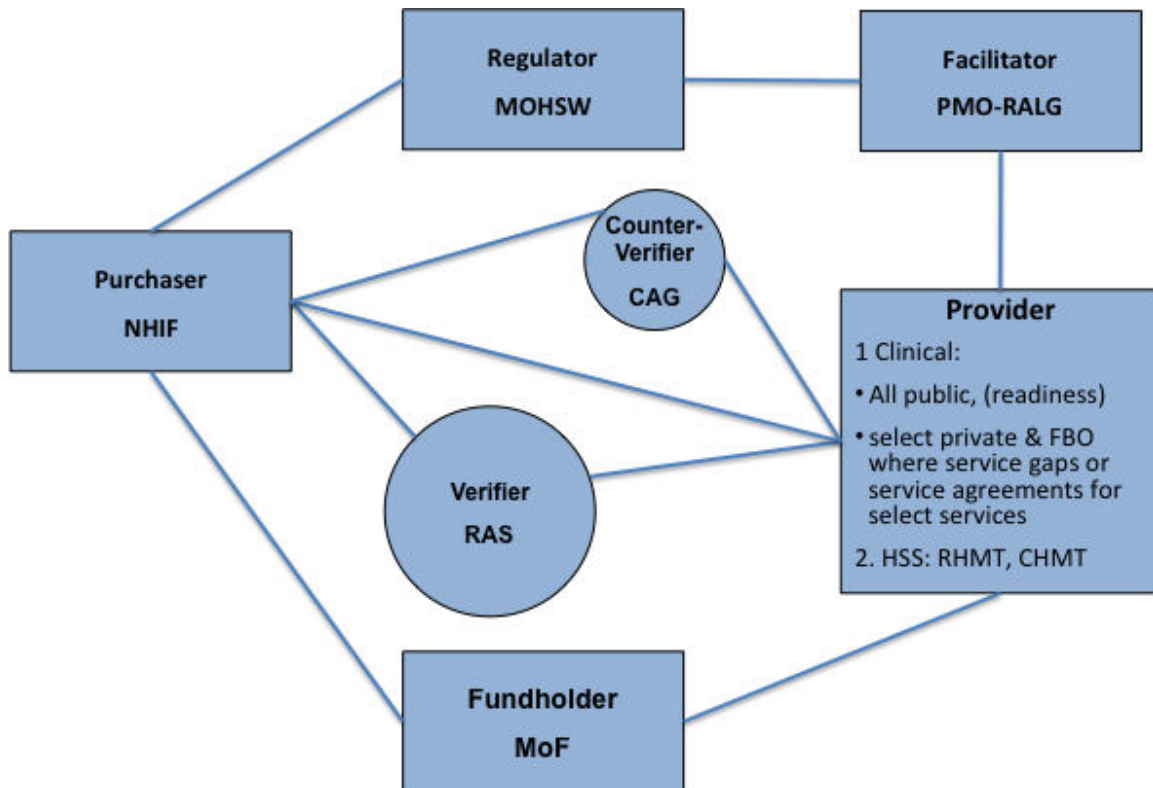 Regulator
MOHSW
Facilitator
PMO-RALG
Counter-
Verifier
CAG
Purchaser
NHIF
Provider
1 Clinical:
• All public, (readiness)
• select private & FBO
where service gaps or
service agreements for
select services
2. HSS: RHMT, CHMT
Verifier
RAS
Fundholder
MoF